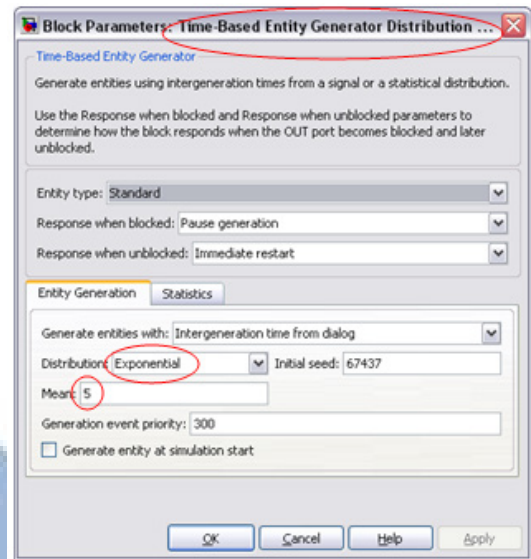 Block Parameters: Time-Based Entity Generator Distribution ...
Time-Based Entity Generator
Generate entities using intergeneration times from a signal or a statistical distribution.
Use the Response when blocked and Response when unblocked parameters to
determine how the block responds when the OUT port becomes blocked and later
unblocked.
Entity type: Standard
Response when blocked: Pause generation
Response when unblocked: Immediate restart
Entity Generation Statistics
Generate entities with: Intergeneration time from dialog
Distribution: Exponential Initial seed: 67437
Mean: 5
Generation event priority: 300
Generate entity at simulation start
OK Cancel Help Apply